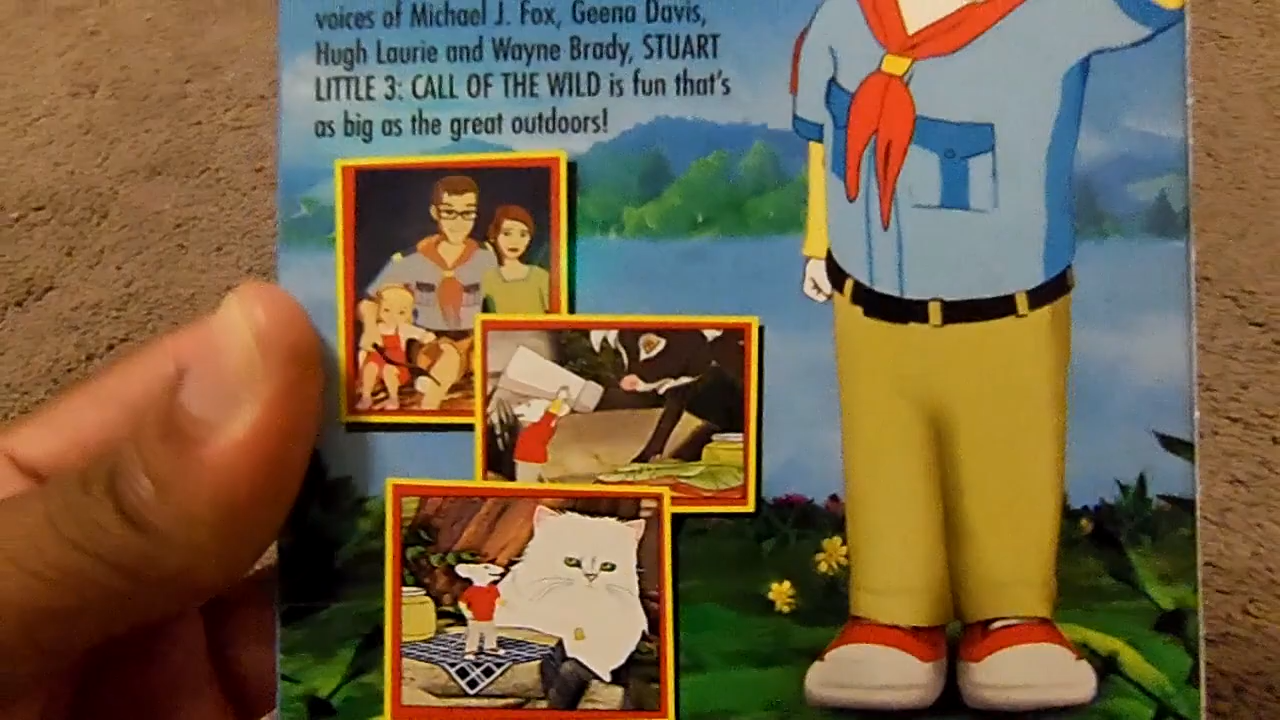 voices of Michael J. Fox, Geena Davis,
Hugh Laurie and Wayne Brady, STUART
LITTLE 3: CALL OF THE WILD is fun that's
as big as the great outdoors!